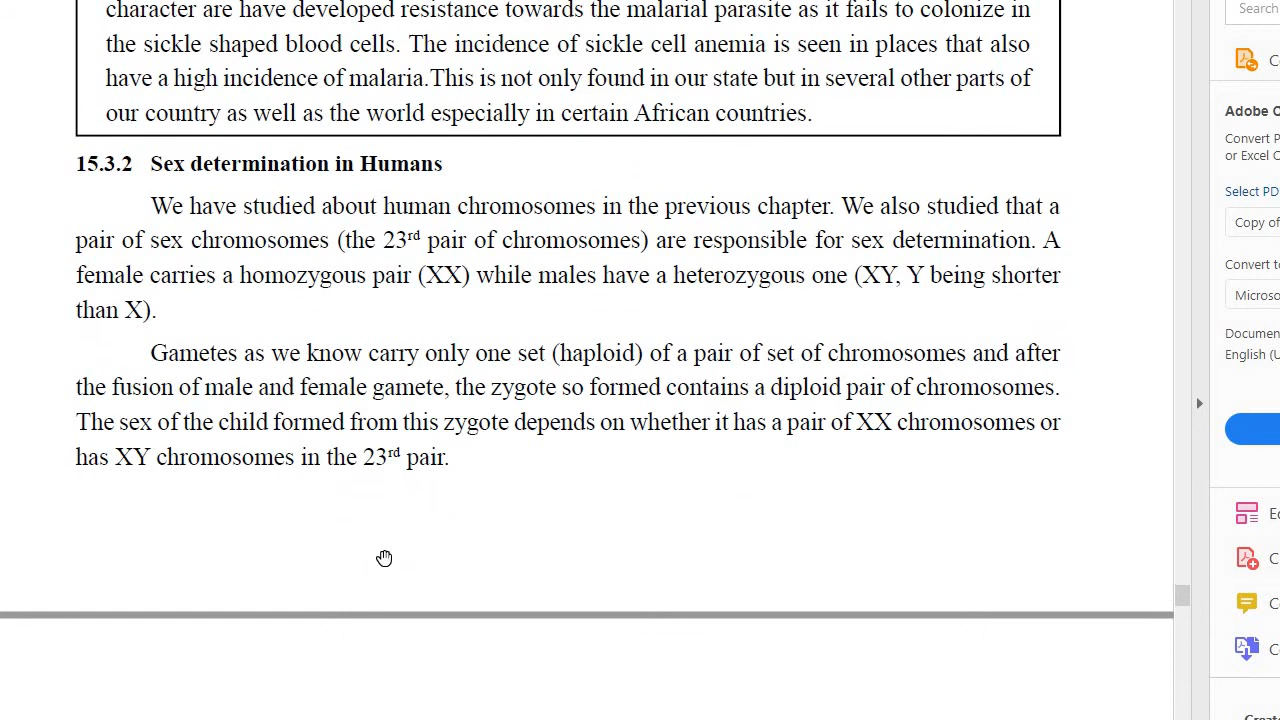 character are have developed resistance towards the malarial parasite as it fails to colonize in
the sickle shaped blood cells. The incidence of sickle cell anemia is seen in places that also
have a high incidence of malaria.This is not only found in our state but in several other parts of
our country as well as the world especially in certain African countries.
15.3.2 Sex determination in Humans
We have studied about human chromosomes in the previous chapter. We also studied that a
pair of sex chromosomes (the 23rd pair of chromosomes) are responsible for sex determination. A
female carries a homozygous pair (XX) while males have a heterozygous one (XY, Y being shorter
than X).
Gametes as we know carry only one set (haploid) of a pair of set of chromosomes and after
the fusion of male and female gamete, the zygote so formed contains a diploid pair of chromosomes.
The sex of the child formed from this zygote depends on whether it has a pair of XX chromosomes or
has XY chromosomes in the 23rd pair.
Search
C
Adobe
Convert P
or Excel
Select PD
Copy of
Convert to
Microso
Documen
English (U
E
C
C
C